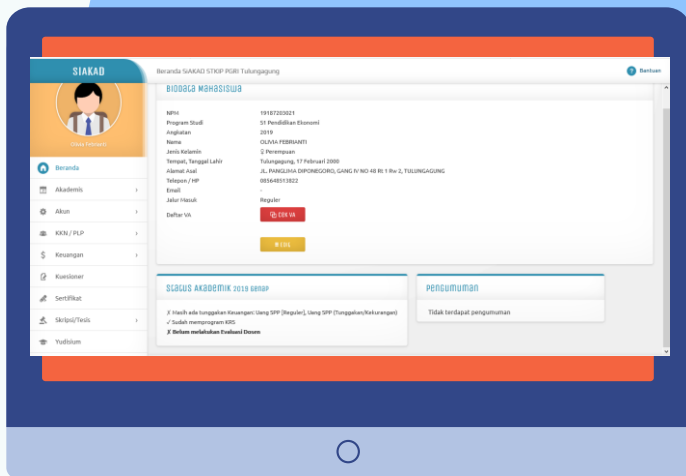 SIAKAD
Beranda SiAKAD STKIP PGRI Tulungagung
Bantuan
Biodata Mahasiswa
Olivia Febrianti
NPM 19187203021
Program Studi S1 Pendidikan Ekonomi
Angkatan 2019
Nama OLIVIA FEBRIANTI
Jenis Kelamin Perempuan
Tempat, Tanggal Lahir Tulungagung, 17 Februari 2000
Alamat Asal JL. PANGLIMA DIPONEGORO, GANG IV NO 40 Rt 1 Rw 2, TULUNGAGUNG
Telepon / HP 085648513822
Email -
Jalur Masuk Reguler
Daftar VA CEK VA
Beranda
Akademis
Akun
KKN / PLP
Keuangan
Kuesioner
Sertifikat
Skripsi/Tesis
Yudisium
Status Akademik 2019 Genap
✗ Masih ada tunggakan Keuangan: Uang SPP [Reguler], Uang SPP (Tunggakan/Kekurangan)
✓ Sudah memprogram KRS
✗ Belum melakukan Evaluasi Dosen
Pengumuman
Tidak terdapat pengumuman